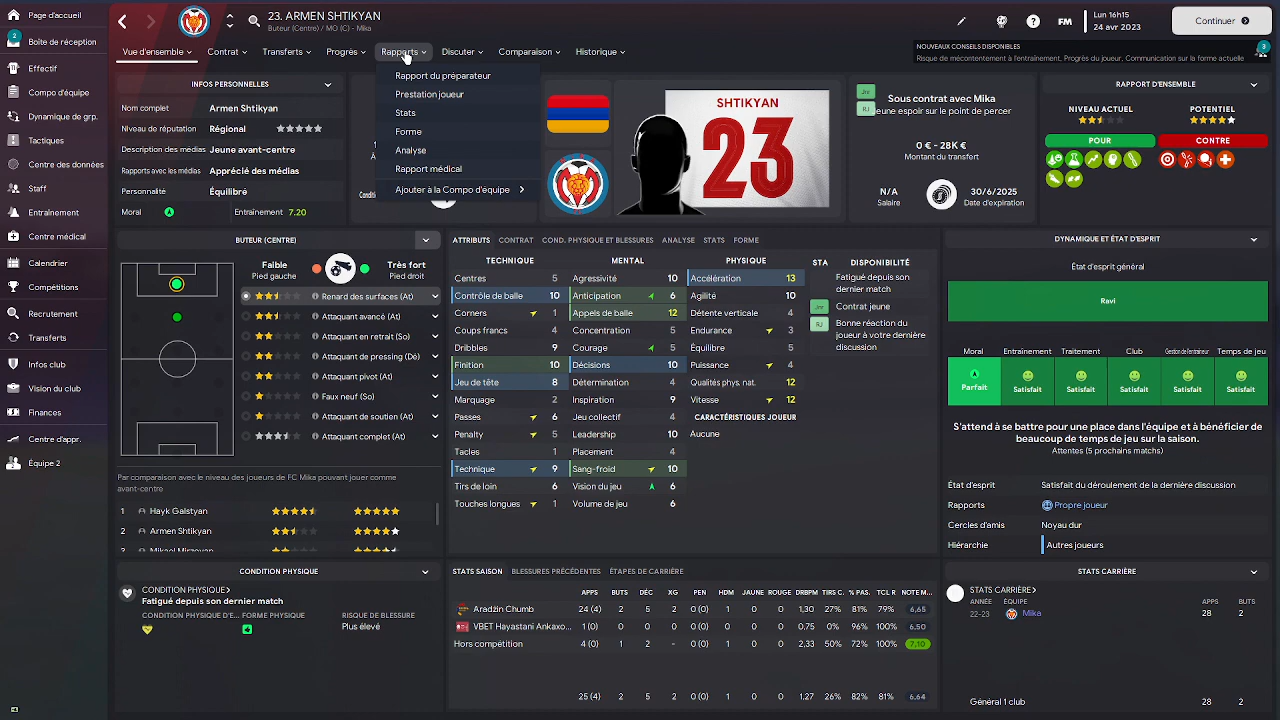 Page d'accueil
2
Boîte de réception
Effectif
Compo d'équipe
Tactiques
Centre des données
Staff
Entraînement
Centre médical
Calendrier
Compétitions
Recrutement
Transferts
Infos club
Vision du club
Finances
Centre d'appr.
Équipe 2
23. ARMEN SHTIKYAN
Buteur (Centre) / MO (C) - Mika
FM
Lun 16h15
24 avr 2023
Continuer
Vue d'ensemble
Contrat
Transferts
Progrès
Rapports
Discuter
Comparaison
Historique
NOUVEAUX CONSEILS DISPONIBLES
Risque de mécontentement à l'entraînement, Progrès du joueur, Communication sur la forme actuelle
3
Rapport du préparateur
Prestation joueur
Stats
Forme
Analyse
Rapport médical
Ajouter à la Compo d'équipe
INFOS PERSONNELLES
Nom complet Armen Shtikyan
Niveau de réputation Régional
Description des médias Jeune avant-centre
Rapports avec les médias Apprécié des médias
Personnalité Équilibré
Moral
Entraînement 7.20
SHTIKYAN
23
Jnr
RJ
Sous contrat avec Mika
Jeune espoir sur le point de percer
0 € - 28K €
Montant du transfert
N/A
Salaire
30/6/2025
Date d'expiration
RAPPORT D'ENSEMBLE
NIVEAU ACTUEL
POTENTIEL
POUR
CONTRE
BUTEUR (CENTRE)
Faible
Pied gauche
Très fort
Pied droit
Renard des surfaces (At)
Attaquant avancé (At)
Attaquant en retrait (So)
Attaquant de pressing (Dé)
Attaquant pivot (At)
Faux neuf (So)
Attaquant de soutien (At)
Attaquant complet (At)
Par comparaison avec le niveau des joueurs de FC Mika pouvant jouer comme
avant-centre
1 Hayk Galstyan
2 Armen Shtikyan
3 Mikael Mirzoyan
ATTRIBUTS
CONTRAT
COND. PHYSIQUE ET BLESSURES
ANALYSE
STATS
FORME
TECHNIQUE
Centres 5
Contrôle de balle 10
Corners 1
Coups francs 4
Dribbles 9
Finition 10
Jeu de tête 8
Marquage 2
Passes 6
Penalty 5
Tacles 1
Technique 9
Tirs de loin 6
Touches longues 1
MENTAL
Agressivité 10
Anticipation 6
Appels de balle 12
Concentration 5
Courage 5
Décisions 10
Détermination 4
Inspiration 9
Jeu collectif 4
Leadership 10
Placement 4
Sang-froid 10
Vision du jeu 6
Volume de jeu 6
PHYSIQUE
Accélération 13
Agilité 10
Détente verticale 4
Endurance 3
Équilibre 5
Puissance 4
Qualités phys. nat. 12
Vitesse 12
CARACTÉRISTIQUES JOUEUR
Aucune
STA
DISPONIBILITÉ
Fatigué depuis son
dernier match
Jnr
Contrat jeune
RJ
Bonne réaction du
joueur à votre dernière
discussion
DYNAMIQUE ET ÉTAT D'ESPRIT
État d'esprit général
Ravi
Moral
Entraînement
Traitement
Club
Gestion de l'entraîneur
Temps de jeu
Parfait
Satisfait
Satisfait
Satisfait
Satisfait
Satisfait
S'attend à se battre pour une place dans l'équipe et à bénéficier de
beaucoup de temps de jeu sur la saison.
Attentes (5 prochains matchs)
État d'esprit Satisfait du déroulement de la dernière discussion
Rapports Propre joueur
Cercles d'amis Noyau dur
Hiérarchie Autres joueurs
CONDITION PHYSIQUE
CONDITION PHYSIQUE
Fatigué depuis son dernier match
CONDITION PHYSIQUE D'E...
FORME PHYSIQUE
RISQUE DE BLESSURE
Plus élevé
STATS SAISON
BLESSURES PRÉCÉDENTES
ÉTAPES DE CARRIÈRE
APPS BUTS DÉC XG PEN HDM JAUNE ROUGE DRBPM TIRS C... % PAS. TCL R NOTE M...
Aradzin Chumb 24 (4) 2 5 2 0 (0) 1 0 0 1,30 27% 81% 79% 6,65
VBET Hayastani Ankaxo... 1 (0) 0 0 0 0 (0) 0 0 0 0,75 0% 96% 100% 6,50
Hors compétition 4 (0) 1 2 - 0 (0) 1 0 0 2,33 50% 72% 100% 7,10
25 (4) 2 5 2 0 (0) 1 0 0 1,27 26% 82% 81% 6,64
STATS CARRIÈRE
STATS CARRIÈRE
ANNÉE ÉQUIPE APPS BUTS
22-23 Mika 28 2
Général 1 club 28 2